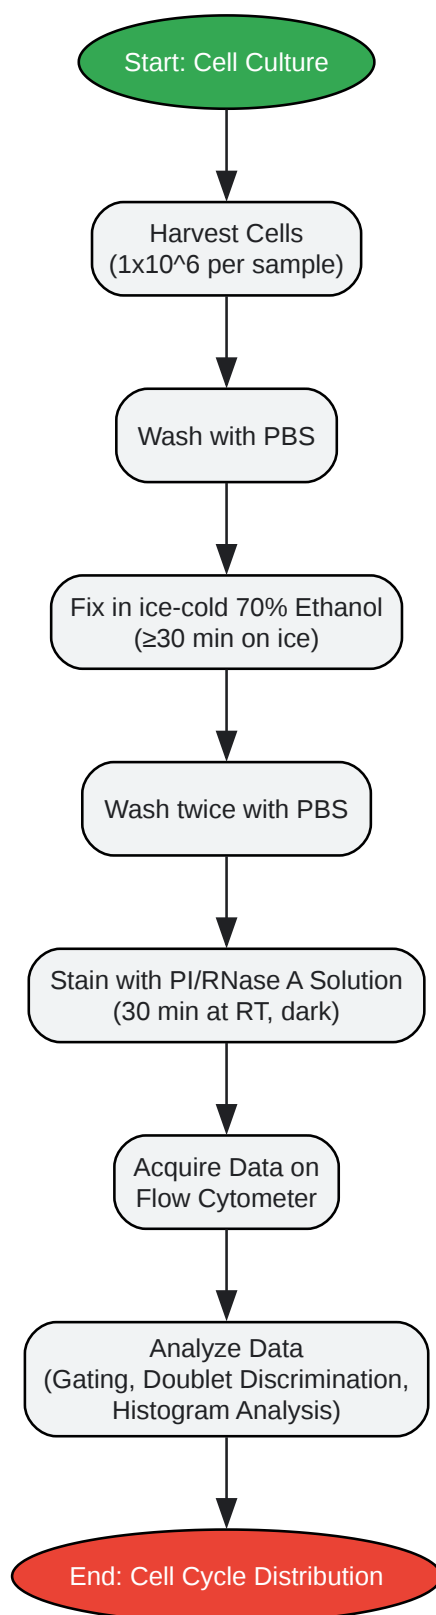 Start: Cell Culture
Harvest Cells
(1x10^6 per sample)
Wash with PBS
Fix in ice-cold 70% Ethanol
(≥30 min on ice)
Wash twice with PBS
Stain with PI/RNase A Solution
(30 min at RT, dark)
Acquire Data on
Flow Cytometer
Analyze Data
(Gating, Doublet Discrimination,
Histogram Analysis)
End: Cell Cycle Distribution